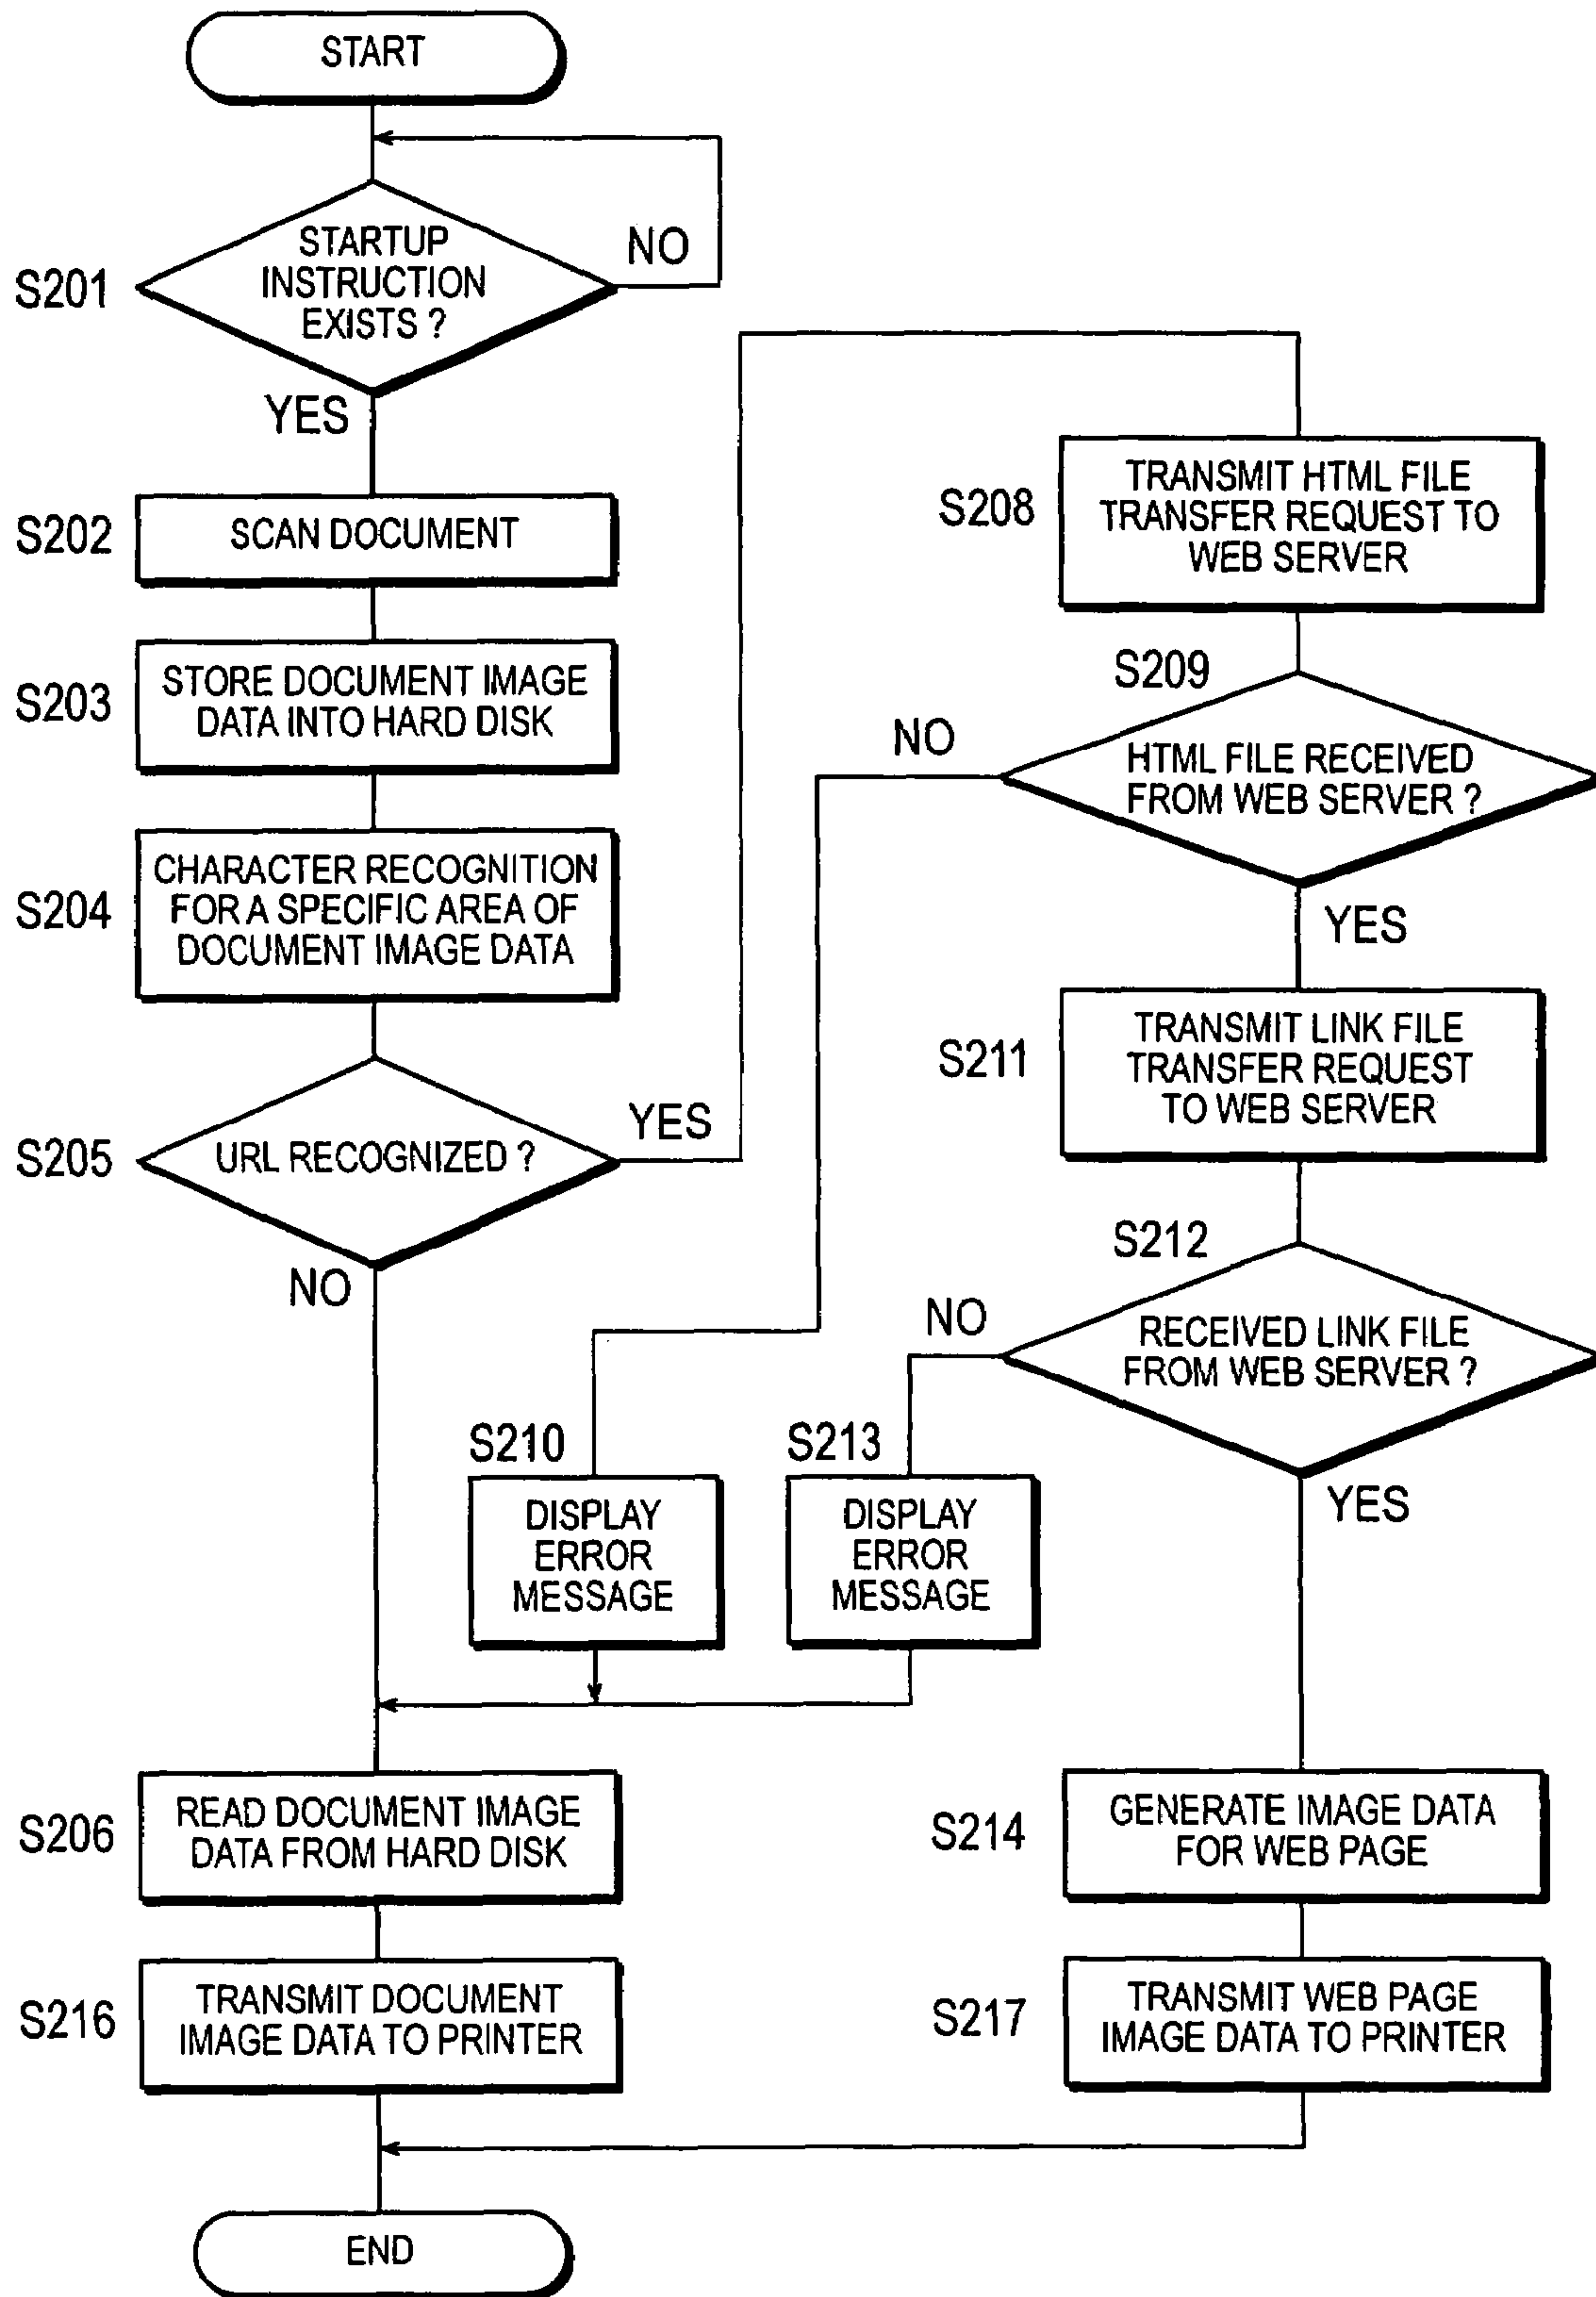 START
S201
STARTUP
INSTRUCTION
EXISTS ?
NO
YES
S202
SCAN DOCUMENT
S203
STORE DOCUMENT IMAGE
DATA INTO HARD DISK
S204
CHARACTER RECOGNITION
FOR A SPECIFIC AREA OF
DOCUMENT IMAGE DATA
S205
URL RECOGNIZED ?
YES
NO
S208
TRANSMIT HTML FILE
TRANSFER REQUEST TO
WEB SERVER
S209
HTML FILE RECEIVED
FROM WEB SERVER ?
NO
YES
S210
DISPLAY
ERROR
MESSAGE
S211
TRANSMIT LINK FILE
TRANSFER REQUEST
TO WEB SERVER
S212
RECEIVED LINK FILE
FROM WEB SERVER ?
NO
YES
S213
DISPLAY
ERROR
MESSAGE
S206
READ DOCUMENT IMAGE
DATA FROM HARD DISK
S216
TRANSMIT DOCUMENT
IMAGE DATA TO PRINTER
S214
GENERATE IMAGE DATA
FOR WEB PAGE
S217
TRANSMIT WEB PAGE
IMAGE DATA TO PRINTER
END